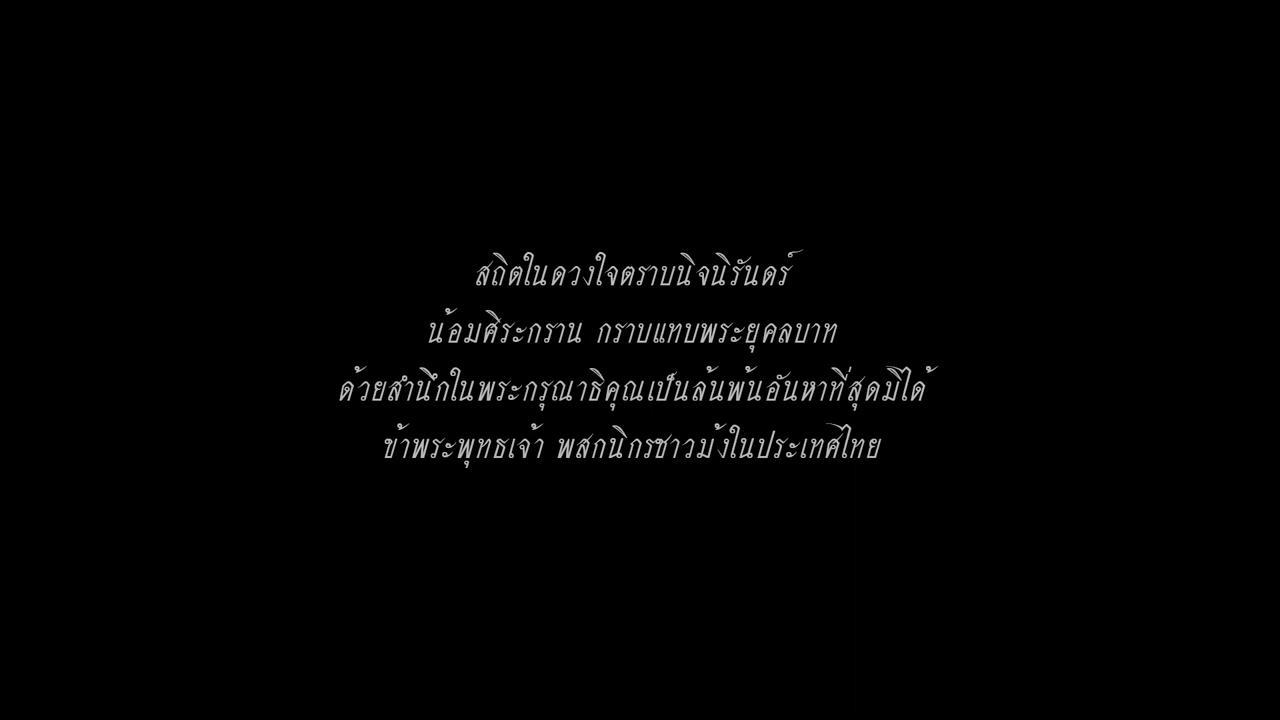 สถิตในดวงใจตราบนิจนิรันดร์
น้อมศิระกราน กราบแทบพระยุคลบาท
ด้วยสำนึกในพระกรุณาธิคุณเป็นล้นพ้นอันหาที่สุดมิได้
ข้าพระพุทธเจ้า พสกนิกรชาวม้งในประเทศไทย